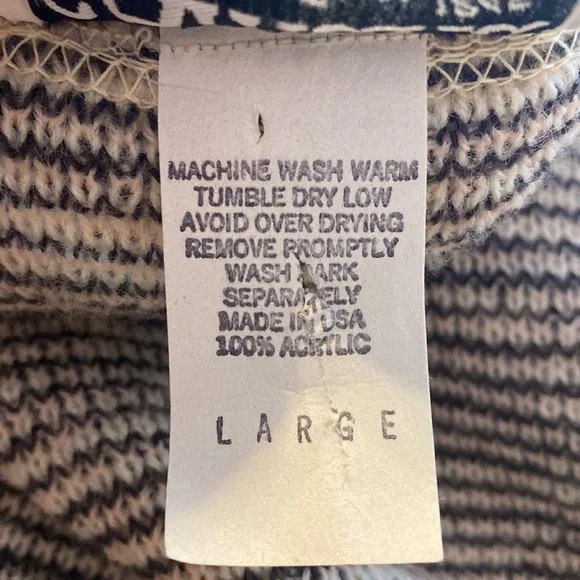 MACHINE WASH WARM
TUMBLE DRY LOW
AVOID OVER DRYING
REMOVE PROMPTLY
WASH DARK
SEPARATELY
MADE IN USA
100% ACRYLIC
LARGE